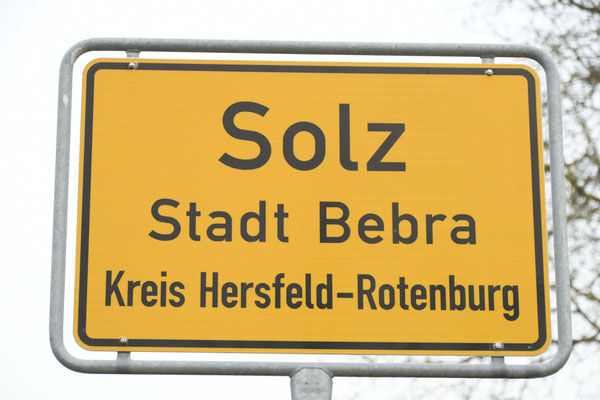 Solz
Stadt Bebra
Kreis Hersfeld-Rotenburg